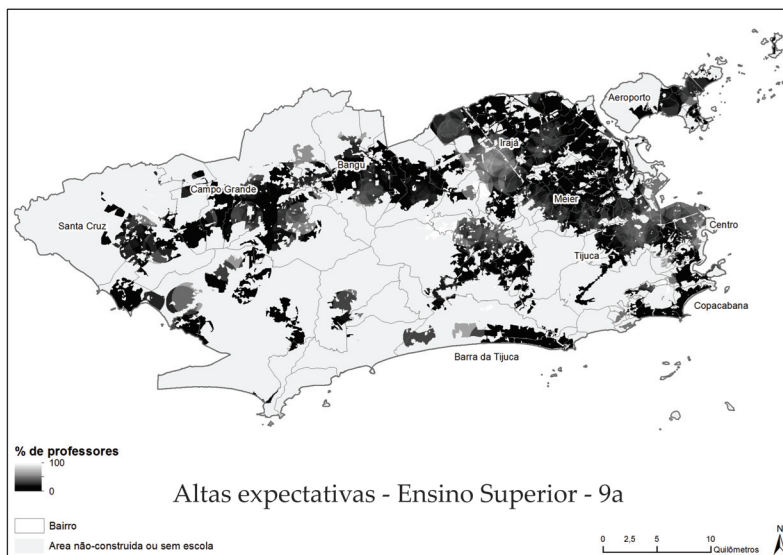 Aeroporto
Irajá
Bangu
Campo Grande
Méier
Santa Cruz
Centro
Tijuca
Copacabana
Barra da Tijuca
% de professores
100
0
Altas expectativas - Ensino Superior - 9a
Bairro
Area não-construida ou sem escola
0 2,5 5 10
Quilômetros
N